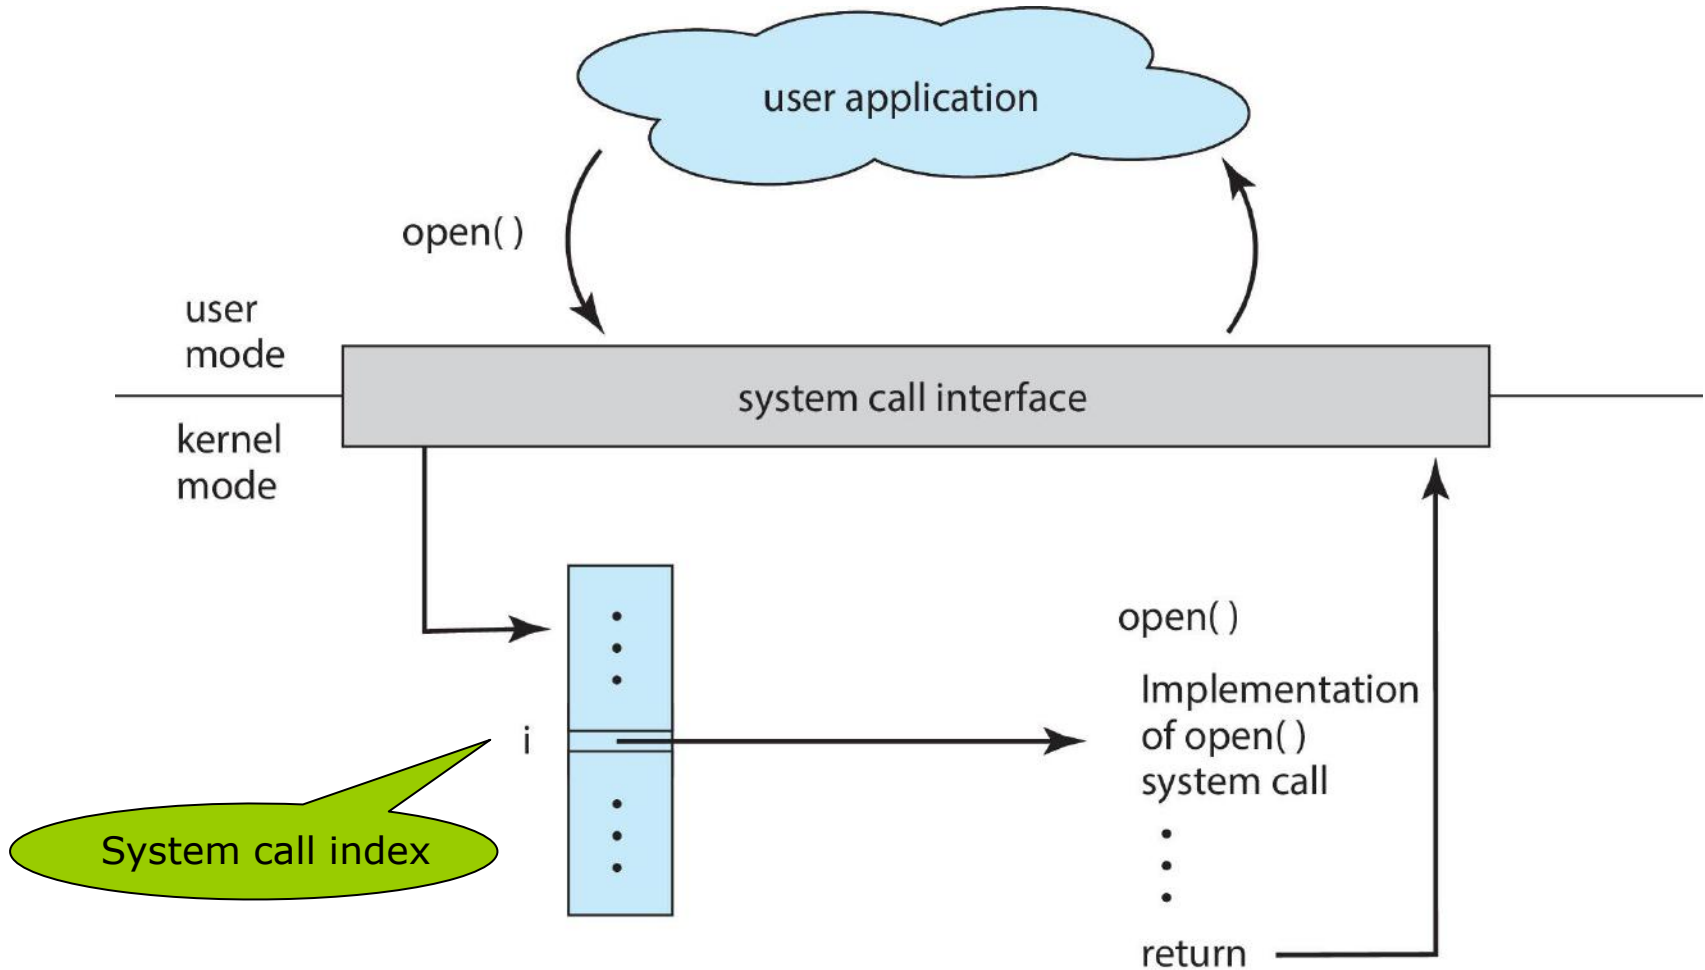 user application
open( )
user
mode
system call interface
kernel
mode
open( )
Implementation
of open( )
system call
i
System call index
return